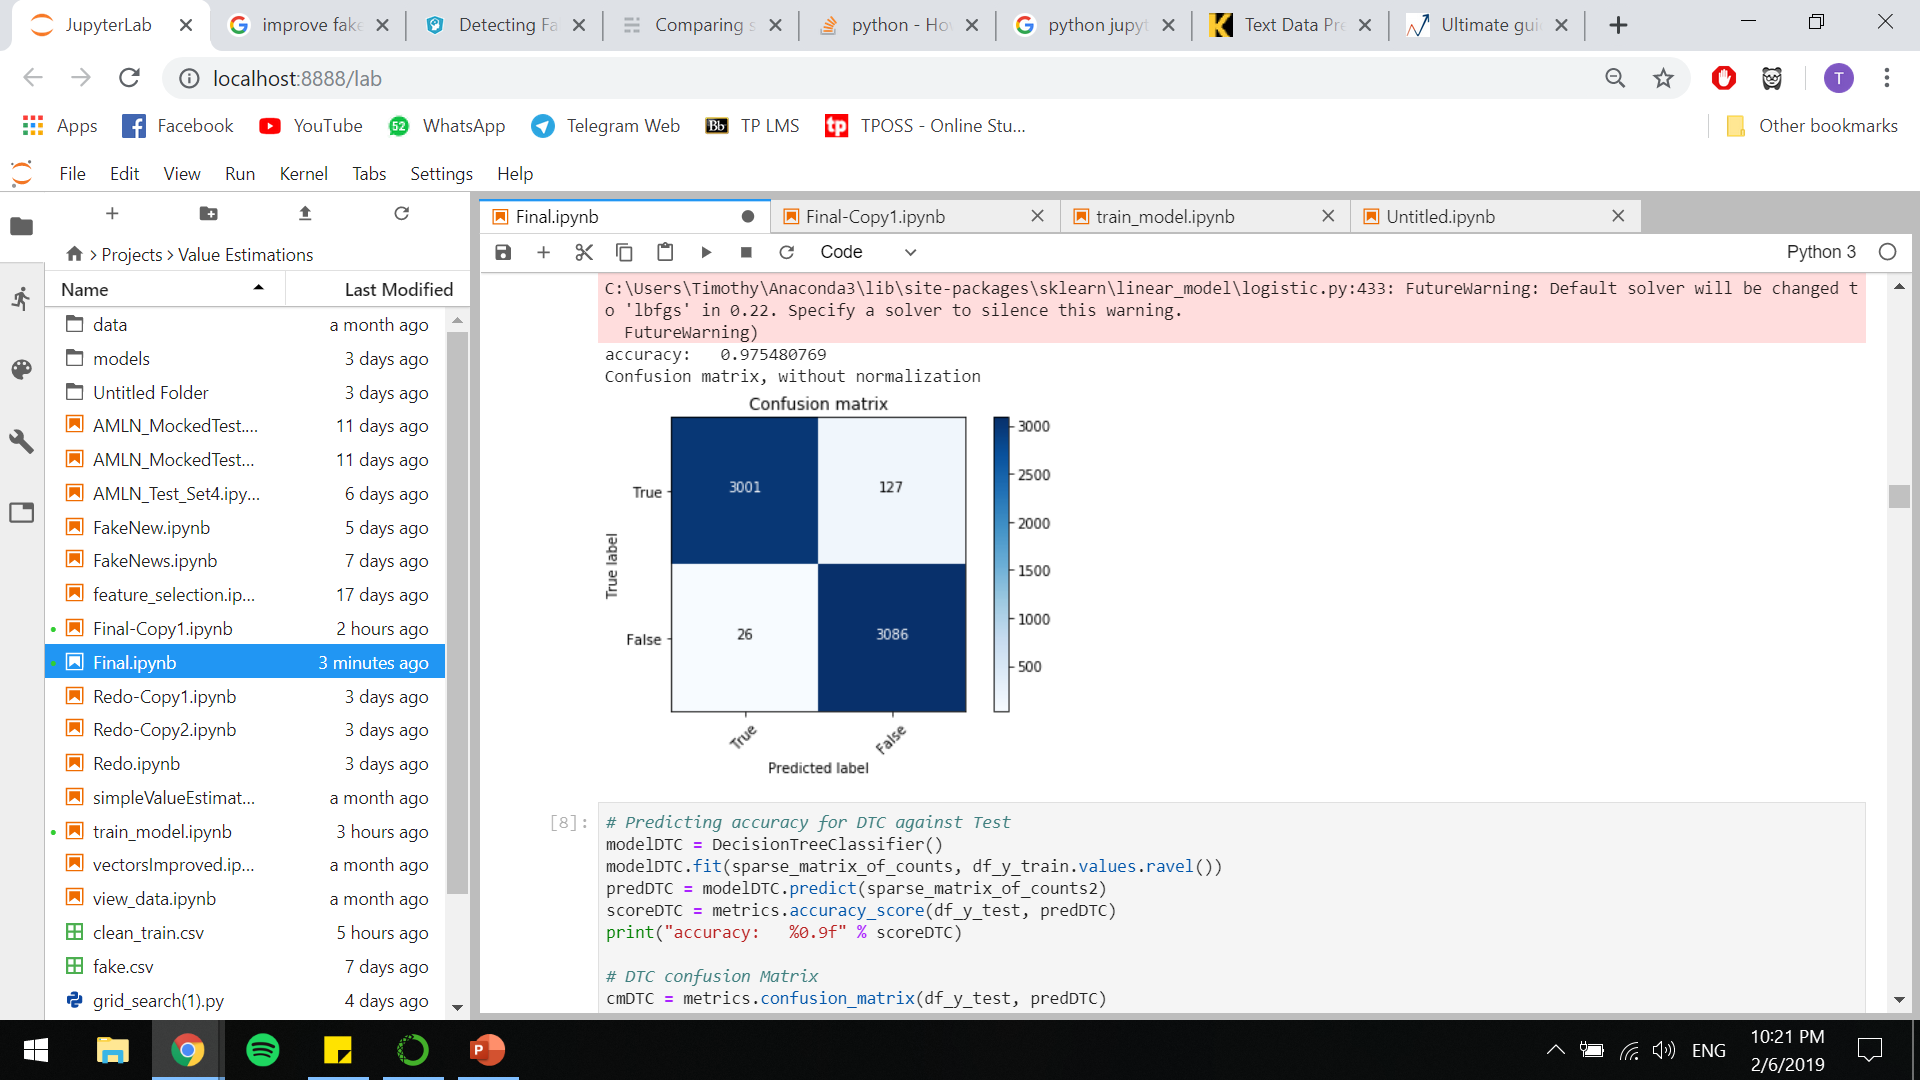 JupyterLab
improve fake
Detecting Fa
Comparing s
python - Ho
python jupyt
Text Data Pre
Ultimate gui
localhost:8888/lab
T
Apps
Facebook
YouTube
52
WhatsApp
Telegram Web
Bb
TP LMS
tp
TPOSS - Online Stu...
Other bookmarks
File Edit View Run Kernel Tabs Settings Help
Final.ipynb
Final-Copy1.ipynb
train_model.ipynb
Untitled.ipynb
Code
Python 3
> Projects > Value Estimations
Name Last Modified
data a month ago
models 3 days ago
Untitled Folder 3 days ago
AMLN_MockedTest.... 11 days ago
AMLN_MockedTest... 11 days ago
AMLN_Test_Set4.ipy... 6 days ago
FakeNew.ipynb 5 days ago
FakeNews.ipynb 7 days ago
feature_selection.ip... 17 days ago
Final-Copy1.ipynb 2 hours ago
Final.ipynb 3 minutes ago
Redo-Copy1.ipynb 3 days ago
Redo-Copy2.ipynb 3 days ago
Redo.ipynb 3 days ago
simpleValueEstimat... a month ago
train_model.ipynb 3 hours ago
vectorsImproved.ip... a month ago
view_data.ipynb a month ago
clean_train.csv 5 hours ago
fake.csv 7 days ago
grid_search(1).py 4 days ago
C:\Users\Timothy\Anaconda3\lib\site-packages\sklearn\linear_model\logistic.py:433: FutureWarning: Default solver will be changed t
o 'lbfgs' in 0.22. Specify a solver to silence this warning.
FutureWarning)
accuracy: 0.975480769
Confusion matrix, without normalization
Confusion matrix
True label
True
False
3001
127
26
3086
True
False
Predicted label
3000
2500
2000
1500
1000
500
[8]:
# Predicting accuracy for DTC against Test
modelDTC = DecisionTreeClassifier()
modelDTC.fit(sparse_matrix_of_counts, df_y_train.values.ravel())
predDTC = modelDTC.predict(sparse_matrix_of_counts2)
scoreDTC = metrics.accuracy_score(df_y_test, predDTC)
print("accuracy:   %0.9f" % scoreDTC)
# DTC confusion Matrix
cmDTC = metrics.confusion_matrix(df_y_test, predDTC)
P
ENG
10:21 PM
2/6/2019